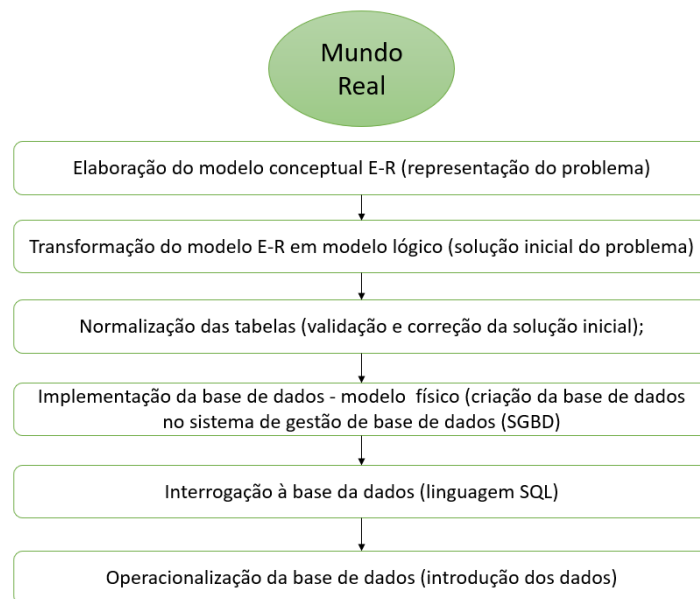 Mundo
Real
Elaboração do modelo conceptual E-R (representação do problema)
Transformação do modelo E-R em modelo lógico (solução inicial do problema)
Normalização das tabelas (validação e correção da solução inicial);
Implementação da base de dados - modelo físico (criação da base de dados
no sistema de gestão de base de dados (SGBD)
Interrogação à base da dados (linguagem SQL)
Operacionalização da base de dados (introdução dos dados)